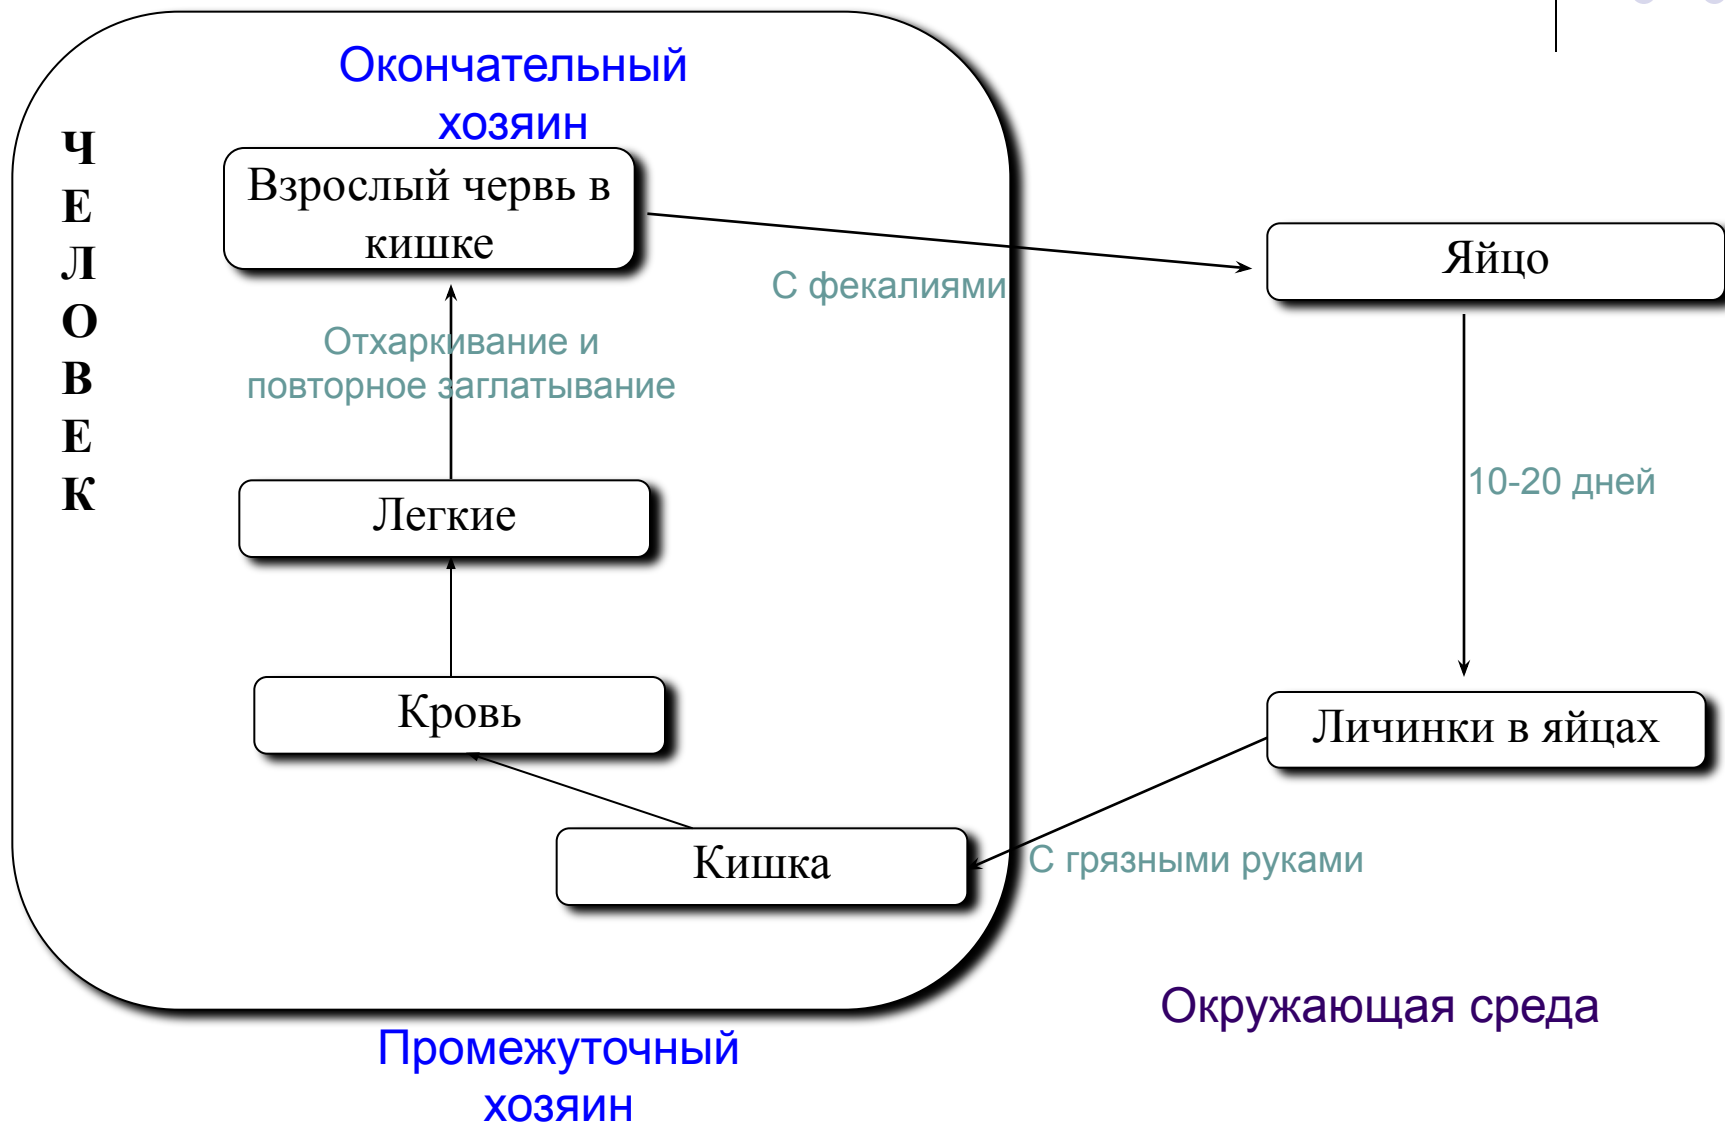 Окончательный
хозяин
Ч
Е
Л
О
В
Е
К
Взрослый червь в
кишке
С фекалиями
Яйцо
Отхаркивание и
повторное заглатывание
10-20 дней
Легкие
Кровь
Личинки в яйцах
Кишка
С грязными руками
Окружающая среда
Промежуточный
хозяин